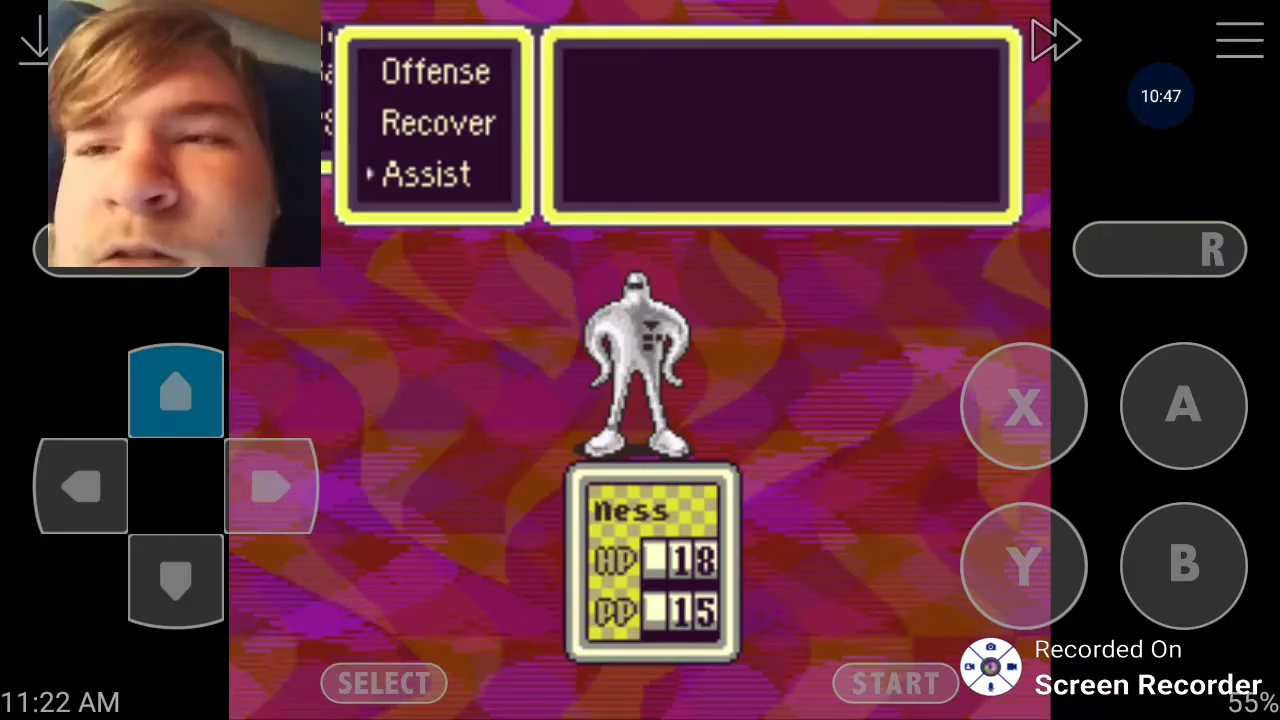 Offense
Recover
Assist
10:47
R
X
A
Y
B
Ness
HP 18
PP 15
SELECT
START
Recorded On
Screen Recorder
11:22 AM
55%